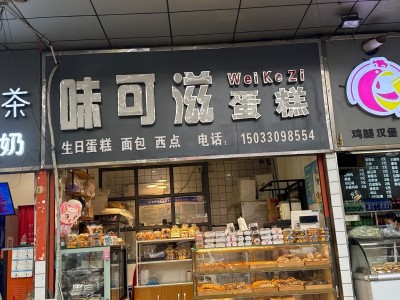 茶
奶
味可滋
WeiKeZi
蛋糕
生日蛋糕 面包 西点 电话：15033098554
鸡腿汉堡